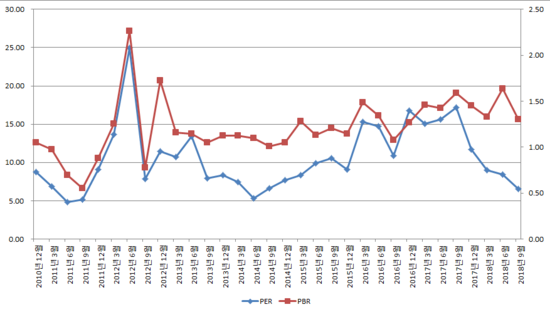 30.00
25.00
20.00
15.00
10.00
5.00
0.00
2.50
2.00
1.50
1.00
0.50
0.00
2010년 12월
2011년 3월
2011년 6월
2011년 9월
2011년 12월
2012년 3월
2012년 6월
2012년 9월
2012년 12월
2013년 3월
2013년 6월
2013년 9월
2013년 12월
2014년 3월
2014년 6월
2014년 9월
2014년 12월
2015년 3월
2015년 6월
2015년 9월
2015년 12월
2016년 3월
2016년 6월
2016년 9월
2016년 12월
2017년 3월
2017년 6월
2017년 9월
2017년 12월
2018년 3월
2018년 6월
2018년 9월
PER PBR